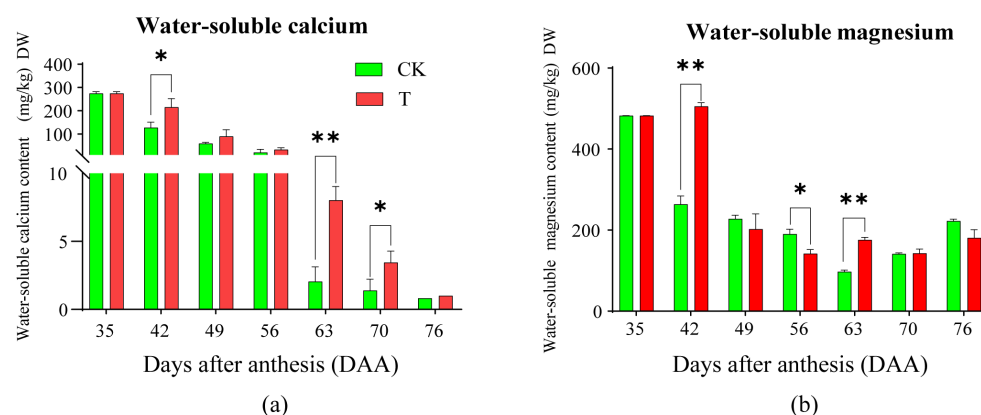 Water-soluble calcium
Water-soluble calcium content (mg/kg) DW
400
300
200
100
10
5
0
*
**
*
CK
T
35 42 49 56 63 70 76
Days after anthesis (DAA)
(a)
Water-soluble magnesium
Water-soluble magnesium content (mg/kg) DW
600
400
200
0
**
*
**
35 42 49 56 63 70 76
Days after anthesis (DAA)
(b)